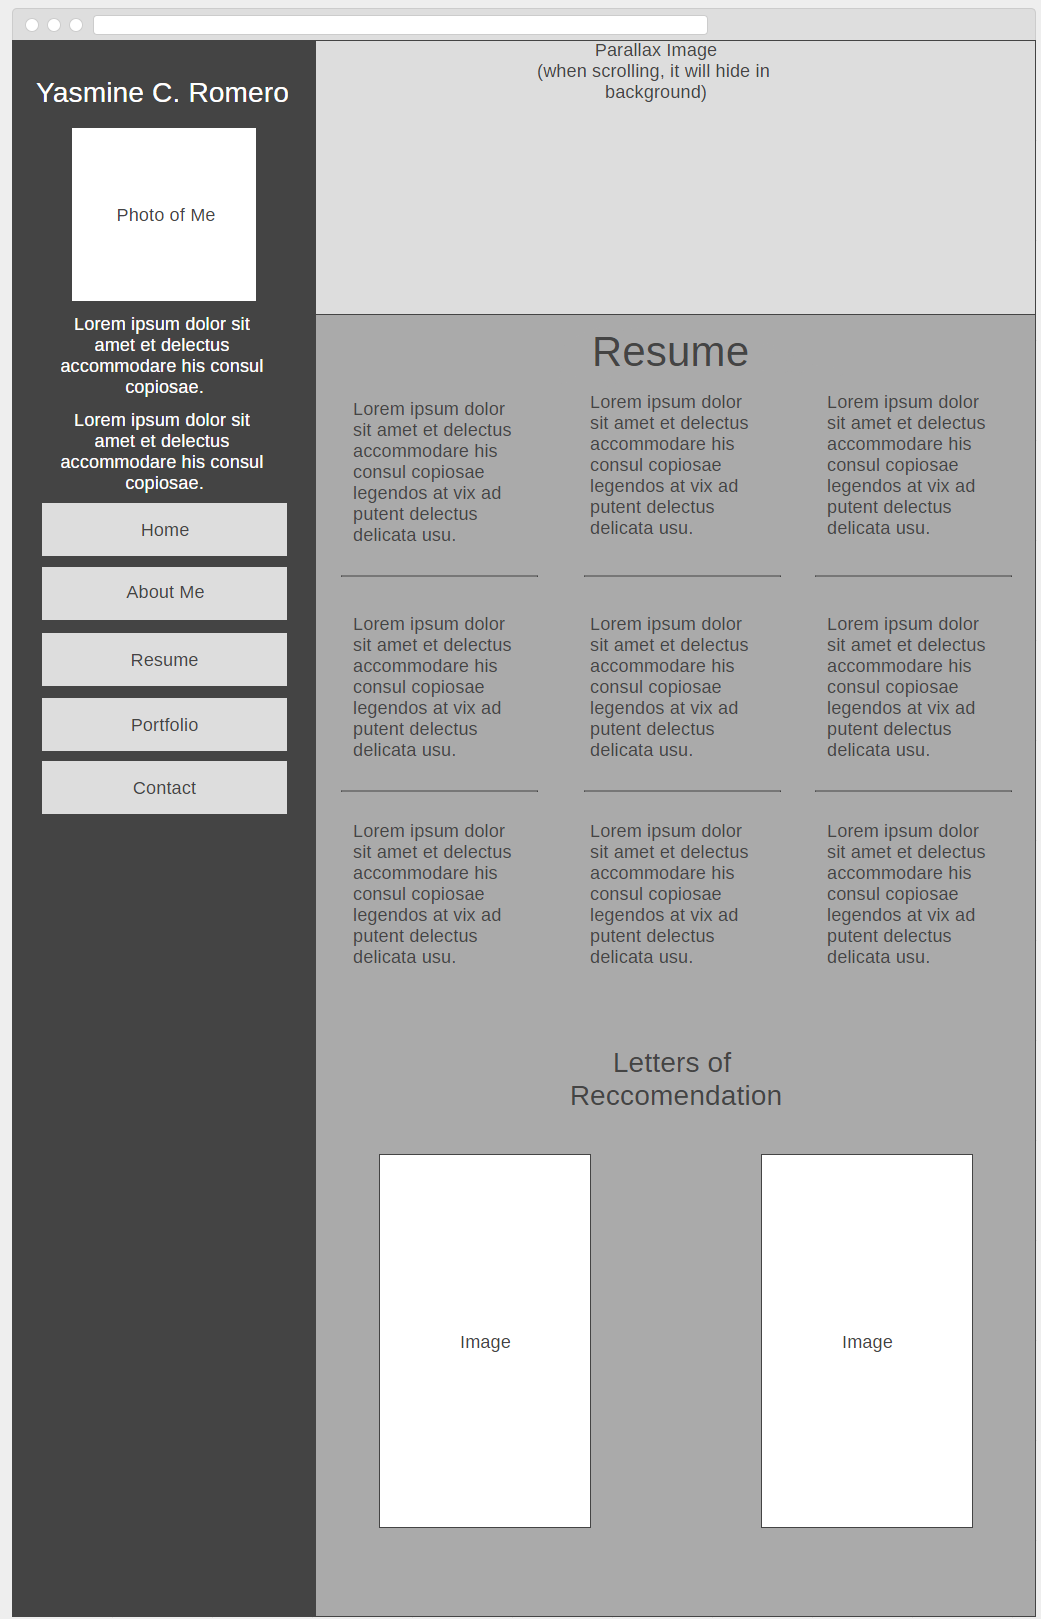 Yasmine C. Romero
Photo of Me
Lorem ipsum dolor sit
amet et delectus
accommodare his consul
copiosae.
Lorem ipsum dolor sit
amet et delectus
accommodare his consul
copiosae.
Home
About Me
Resume
Portfolio
Contact
Parallax Image
(when scrolling, it will hide in
background)
Resume
Lorem ipsum dolor
sit amet et delectus
accommodare his
consul copiosae
legendos at vix ad
putent delectus
delicata usu.
Lorem ipsum dolor
sit amet et delectus
accommodare his
consul copiosae
legendos at vix ad
putent delectus
delicata usu.
Lorem ipsum dolor
sit amet et delectus
accommodare his
consul copiosae
legendos at vix ad
putent delectus
delicata usu.
Lorem ipsum dolor
sit amet et delectus
accommodare his
consul copiosae
legendos at vix ad
putent delectus
delicata usu.
Lorem ipsum dolor
sit amet et delectus
accommodare his
consul copiosae
legendos at vix ad
putent delectus
delicata usu.
Lorem ipsum dolor
sit amet et delectus
accommodare his
consul copiosae
legendos at vix ad
putent delectus
delicata usu.
Lorem ipsum dolor
sit amet et delectus
accommodare his
consul copiosae
legendos at vix ad
putent delectus
delicata usu.
Lorem ipsum dolor
sit amet et delectus
accommodare his
consul copiosae
legendos at vix ad
putent delectus
delicata usu.
Lorem ipsum dolor
sit amet et delectus
accommodare his
consul copiosae
legendos at vix ad
putent delectus
delicata usu.
Letters of
Reccomendation
Image
Image